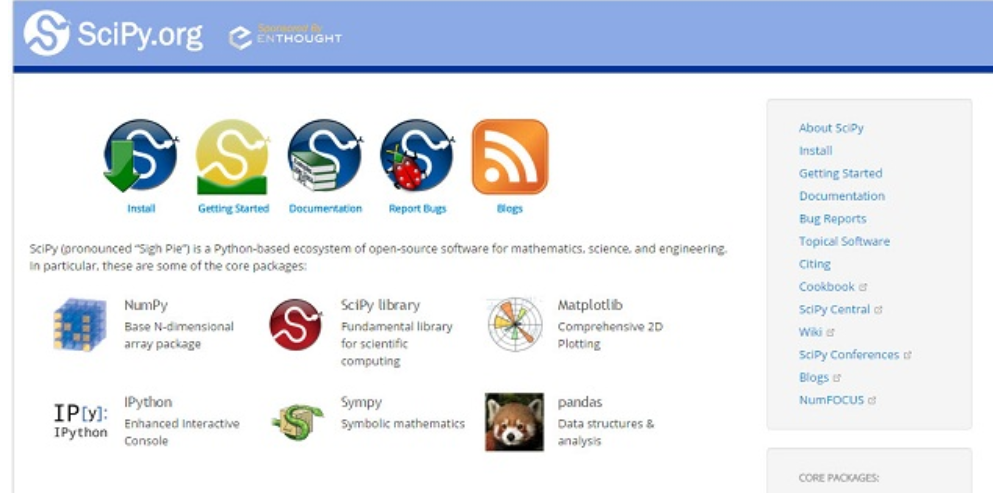 SciPy.org
Sponsored By
ENTHOUGHT
Install
Getting Started
Documentation
Report Bugs
Blogs
SciPy (pronounced "Sigh Pie") is a Python-based ecosystem of open-source software for mathematics, science, and engineering.
In particular, these are some of the core packages:
NumPy
Base N-dimensional
array package
SciPy library
Fundamental library
for scientific
computing
Matplotlib
Comprehensive 2D
Plotting
IP[y]:
IPython
IPython
Enhanced Interactive
Console
Sympy
Symbolic mathematics
pandas
Data structures &
analysis
About SciPy
Install
Getting Started
Documentation
Bug Reports
Topical Software
Citing
Cookbook
SciPy Central
Wiki
SciPy Conferences
Blogs
NumFOCUS
CORE PACKAGES: